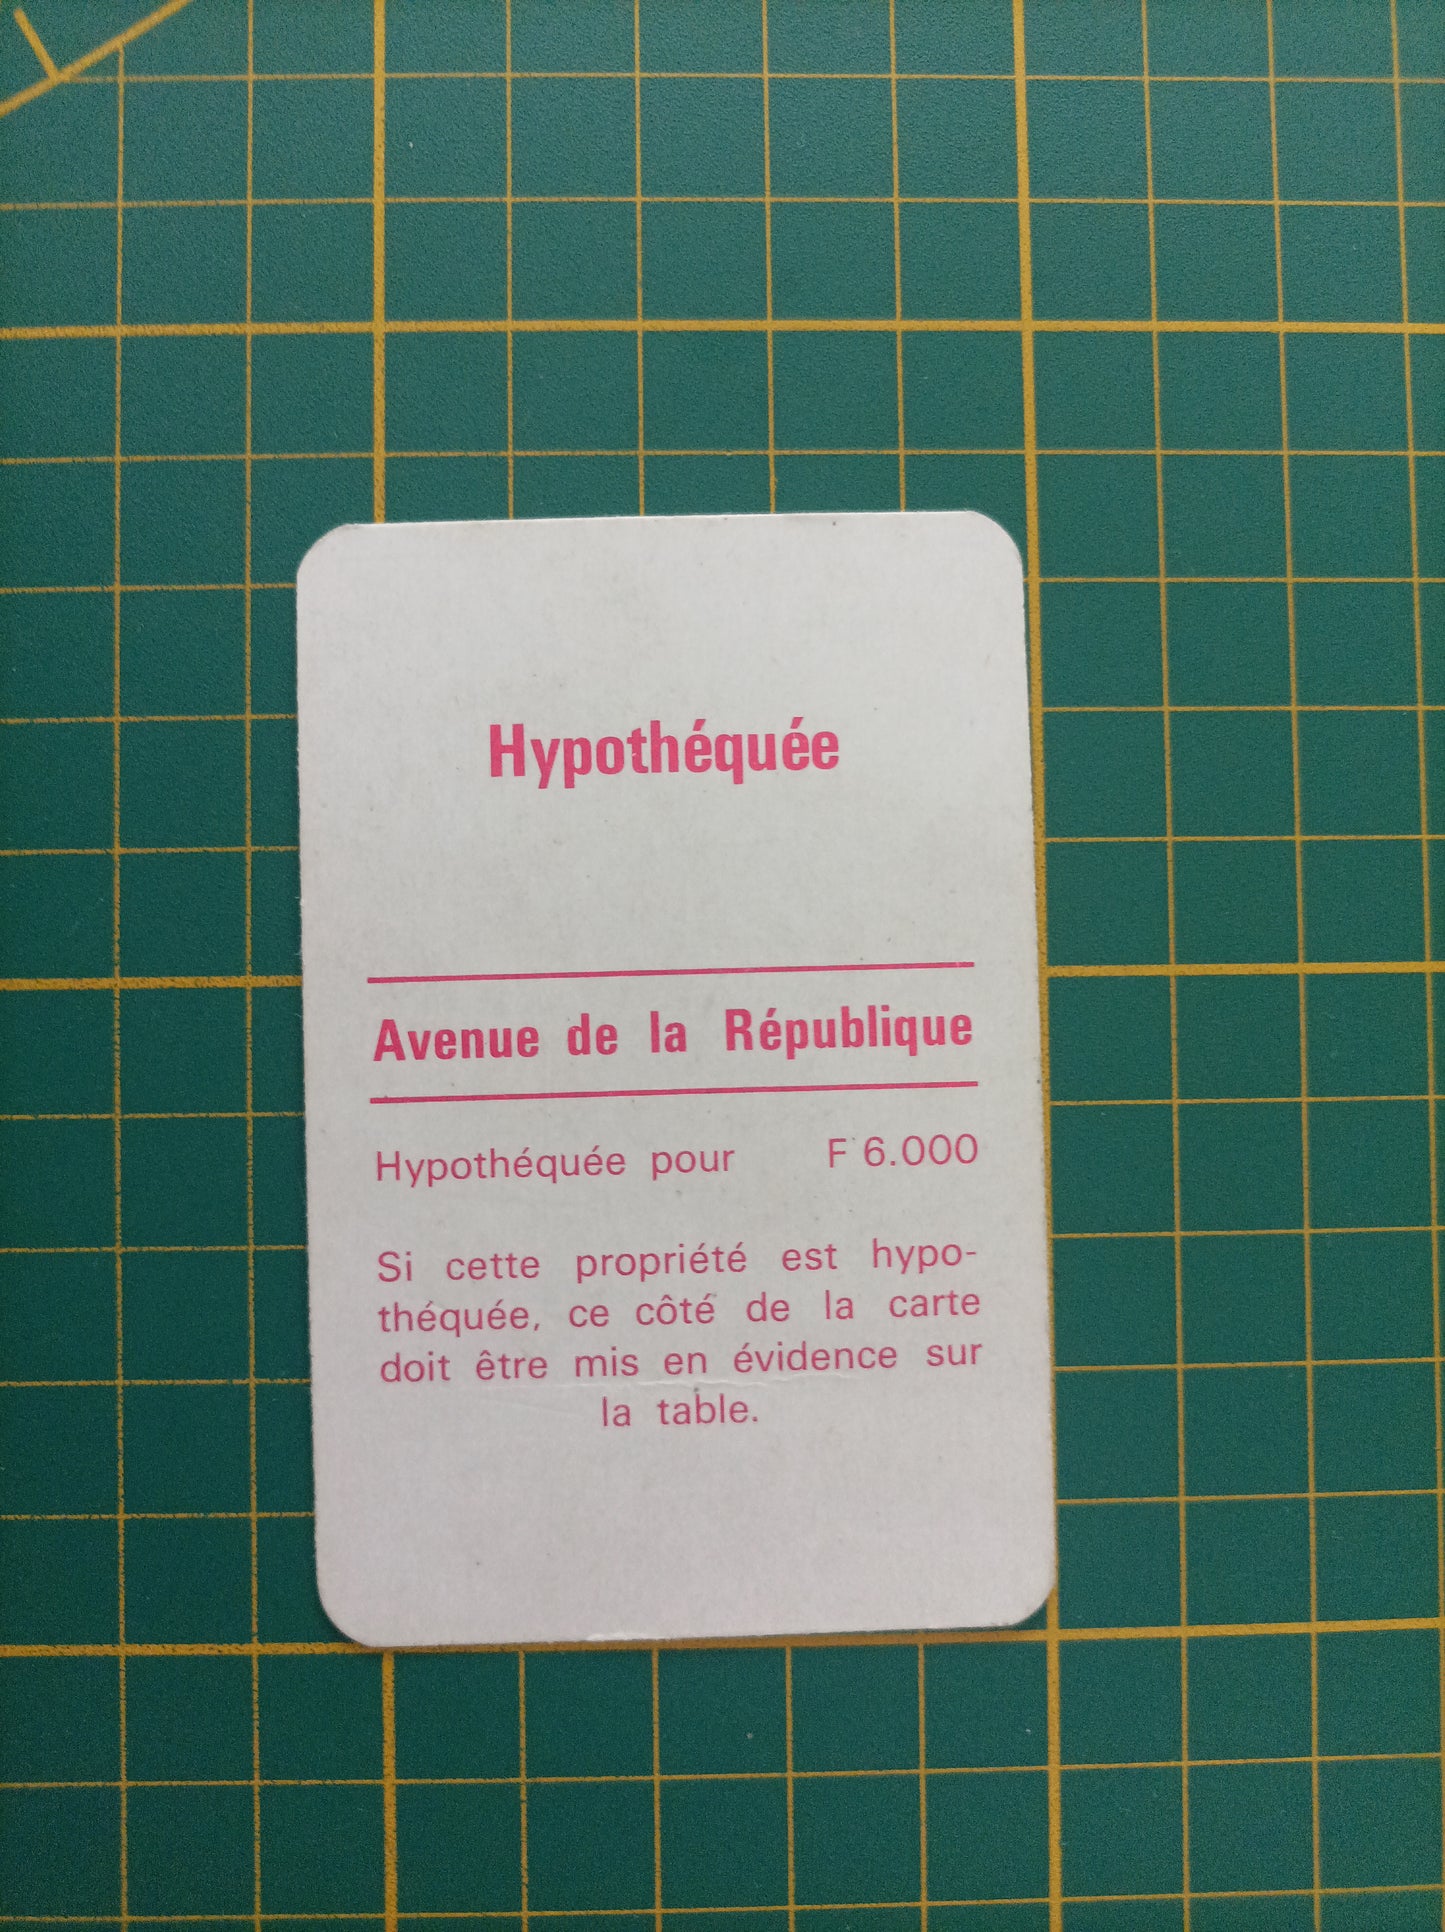 Hypothéquée
Avenue de la République
Hypothéquée pour F 6.000
Si cette propriété est hypo-
théquée, ce côté de la carte
doit être mis en évidence sur
la table.